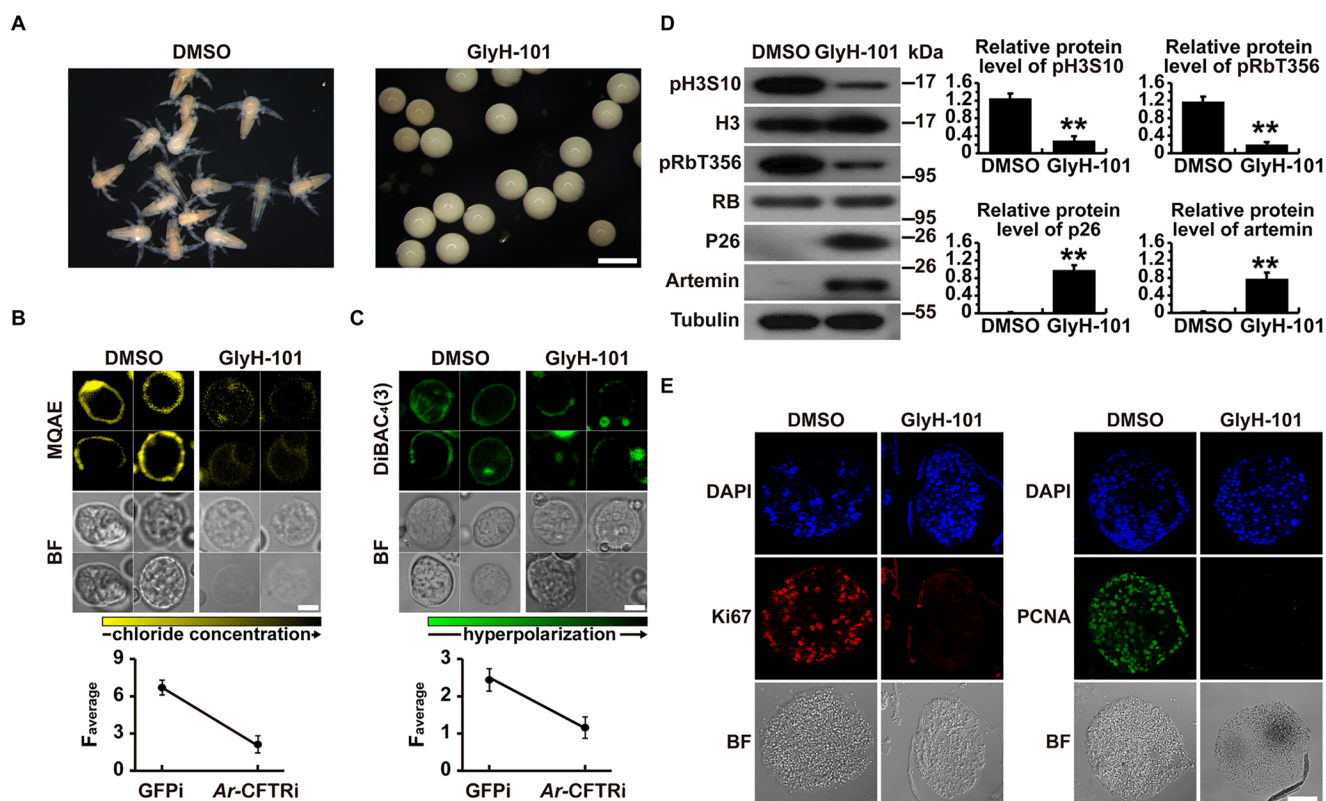 A
DMSO GlyH-101
B
DMSO GlyH-101
MQAE
BF
chloride concentration
9
6
3
0
Faverage
GFPi Ar-CFTRi
C
DMSO GlyH-101
DiBAC4(3)
BF
hyperpolarization
3
2
1
0
Faverage
GFPi Ar-CFTRi
D
DMSO GlyH-101 kDa
pH3S10 –17
H3 –17
pRbT356
–95
RB
–95
P26 –26
–26
Artemin
–55
Tubulin
Relative protein
level of pH3S10
1.6
1.2
0.8
0.4
0
**
DMSO GlyH-101
Relative protein
level of pRbT356
1.6
1.2
0.8
0.4
0
**
DMSO GlyH-101
Relative protein
level of p26
1.6
1.2
0.8
0.4
0
**
DMSO GlyH-101
Relative protein
level of artemin
1.6
1.2
0.8
0.4
0
**
DMSO GlyH-101
E
DMSO GlyH-101
DAPI
Ki67
BF
DMSO GlyH-101
DAPI
PCNA
BF